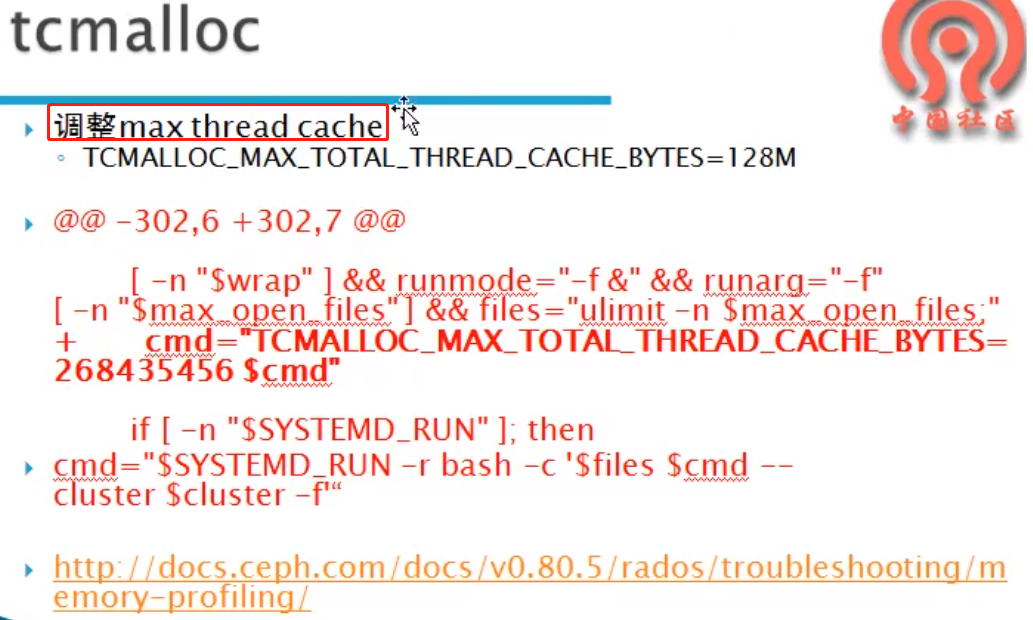 tcmalloc
中国社区
调整max thread cache
TCMALLOC_MAX_TOTAL_THREAD_CACHE_BYTES=128M
@@ -302,6 +302,7 @@
[ -n "$wrap" ] && runmode="-f &" && runarg="-f"
[ -n "$max_open_files"] && files="ulimit -n $max_open_files;"
+ cmd="TCMALLOC_MAX_TOTAL_THREAD_CACHE_BYTES=
268435456 $cmd"
if [ -n "$SYSTEMD_RUN" ]; then
cmd="$SYSTEMD_RUN -r bash -c '$files $cmd --
cluster $cluster -f'“
http://docs.ceph.com/docs/v0.80.5/rados/troubleshooting/m
emory-profiling/